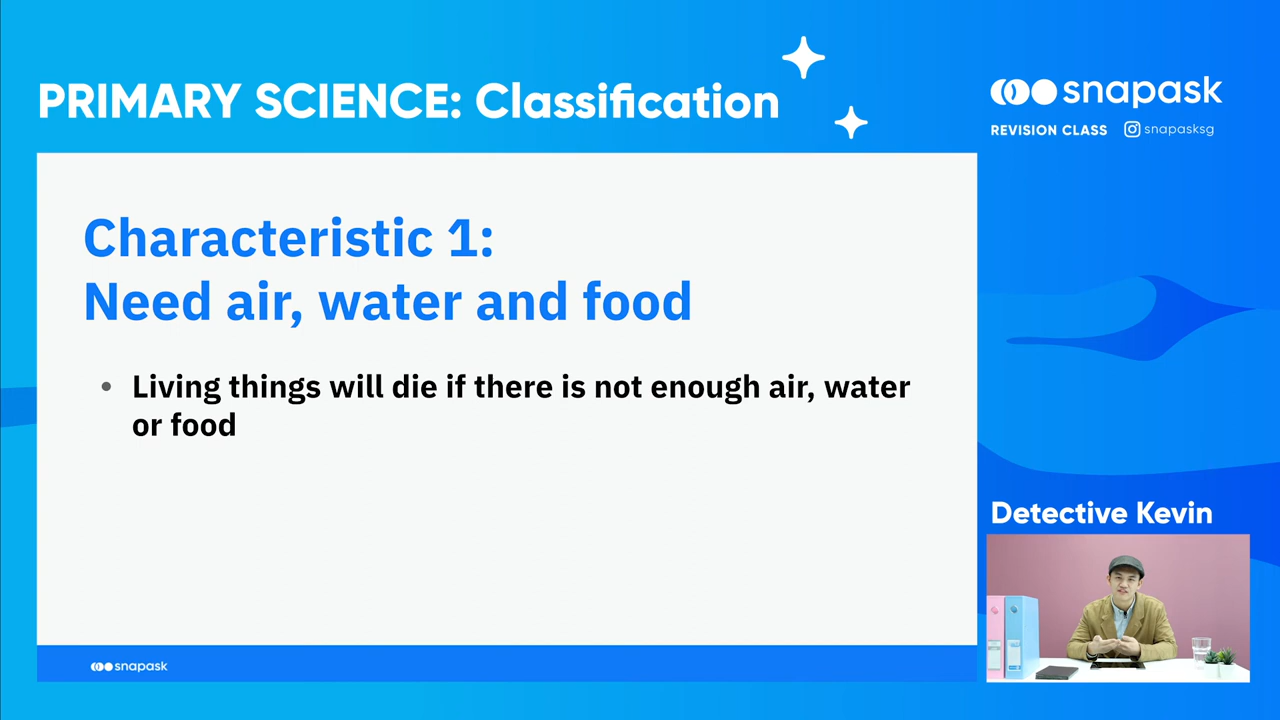 PRIMARY SCIENCE: Classification
snapask
REVISION CLASS snapasksg
Characteristic 1:
Need air, water and food
• Living things will die if there is not enough air, water
or food
Detective Kevin
snapask